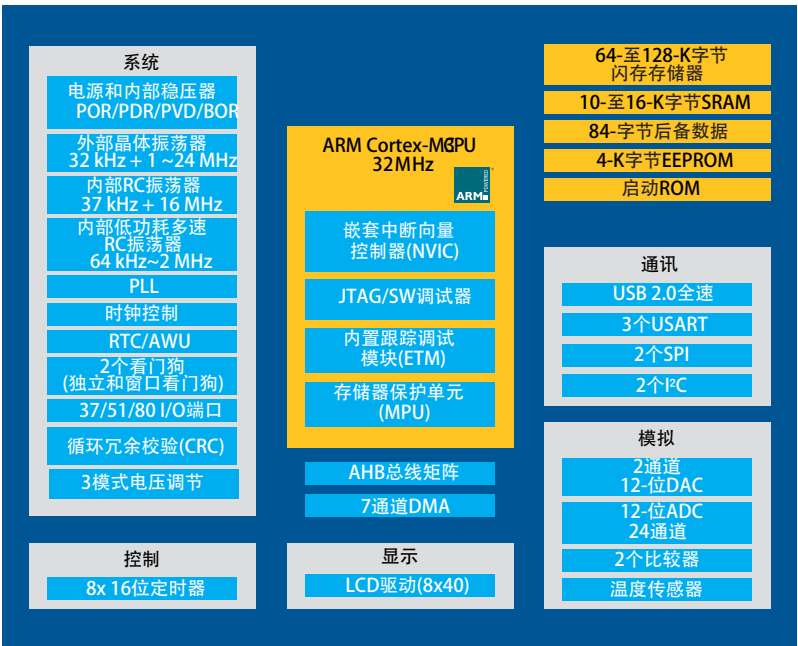 系统
电源和内部稳压器
POR/PDR/PVD/BOR
外部晶体振荡器
32 kHz + 1 ~24 MHz
内部RC振荡器
37 kHz + 16 MHz
内部低功耗多速
RC振荡器
64 kHz~2 MHz
PLL
时钟控制
RTC/AWU
2个看门狗
(独立和窗口看门狗)
37/51/80 I/O端口
循环冗余校验(CRC)
3模式电压调节
控制
8x 16位定时器
ARM Cortex-M3CPU
32MHz
ARM
POWERED
嵌套中断向量
控制器(NVIC)
JTAG/SW调试器
内置跟踪调试
模块(ETM)
存储器保护单元
(MPU)
AHB总线矩阵
7通道DMA
显示
LCD驱动(8x40)
64-至128-K字节
闪存存储器
10-至16-K字节SRAM
84-字节后备数据
4-K字节EEPROM
启动ROM
通讯
USB 2.0全速
3个USART
2个SPI
2个I²C
模拟
2通道
12-位DAC
12-位ADC
24通道
2个比较器
温度传感器